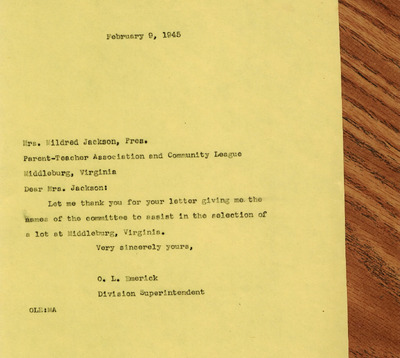 February 9, 1945
Mrs. Mildred Jackson, Pres.
Parent-Teacher Association and Community League
Middleburg, Virginia
Dear Mrs. Jackson:
Let me thank you for your letter giving me the
names of the committee to assist in the selection of
a lot at Middleburg, Virginia.
Very sincerely yours,
O. L. Emerick
Division Superintendent
OLE:MA